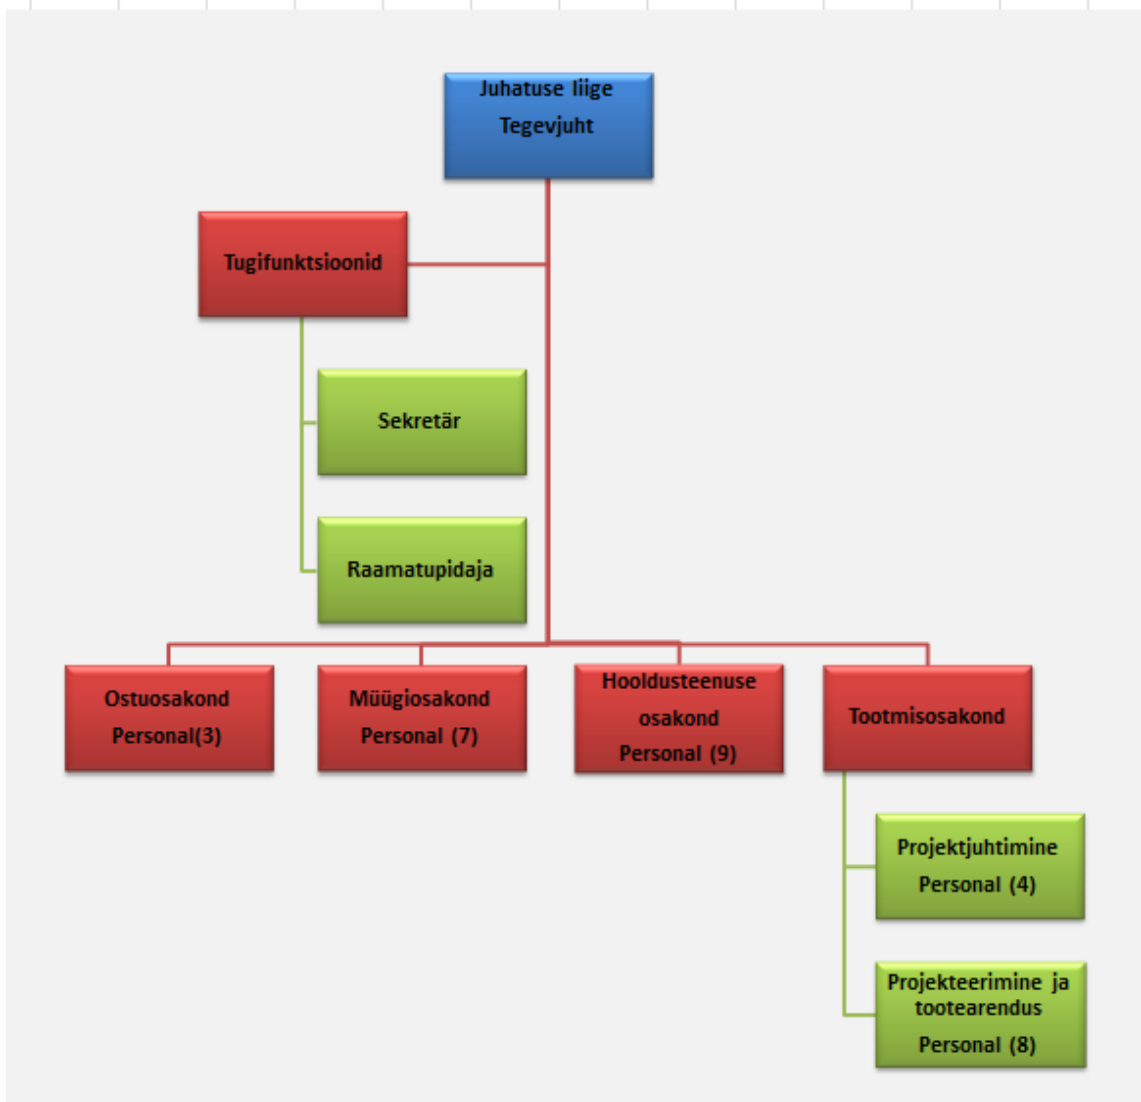 Juhatuse liige
Tegevjuht
Tugifunktsioonid
Sekretär
Raamatupidaja
Ostuosakond
Personal(3)
Müügiosakond
Personal (7)
Hooldusteenuse
osakond
Personal (9)
Tootmisosakond
Projektjuhtimine
Personal (4)
Projekteerimine ja
tootearendus
Personal (8)